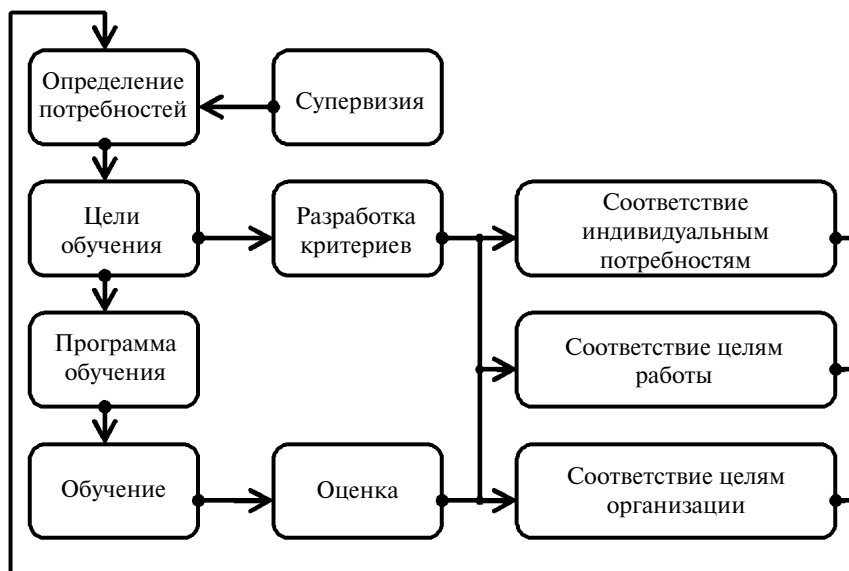 Определение
потребностей
Супервизия
Цели
обучения
Разработка
критериев
Соответствие
индивидуальным
потребностям
Программа
обучения
Соответствие целям
работы
Обучение
Оценка
Соответствие целям
организации